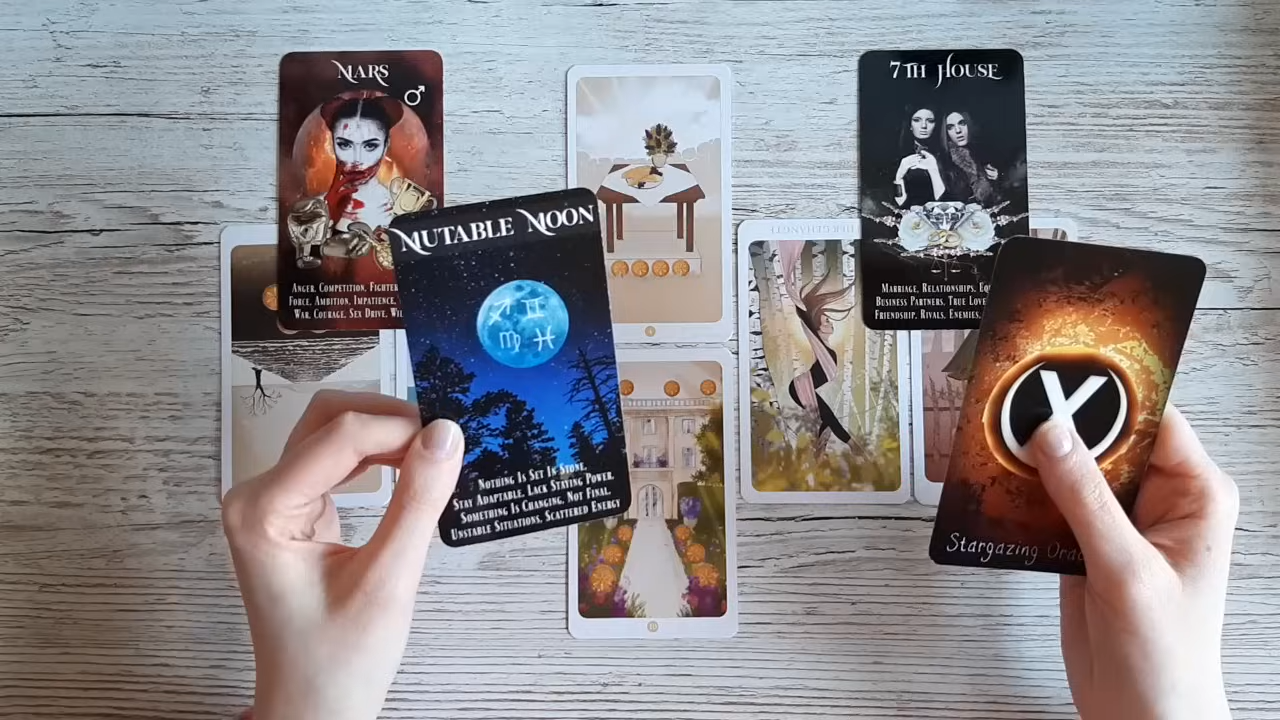 MARS
♂
ANGER, COMPETITION, FIGHTER
FORCE, AMBITION, IMPATIENCE,
WAR, COURAGE, SEX DRIVE,
7TH HOUSE
MARRIAGE, RELATIONSHIPS,
BUSINESS PARTNERS, TRUE LOVE
FRIENDSHIP, RIVALS, ENEMIES,
MUTABLE MOON
♐ ♊
♍ ♓
NOTHING IS SET IN STONE.
STAY ADAPTABLE. LACK STAYING POWER.
SOMETHING IS CHANGING. NOT FINAL.
UNSTABLE SITUATIONS, SCATTERED ENERGY
Stargazing